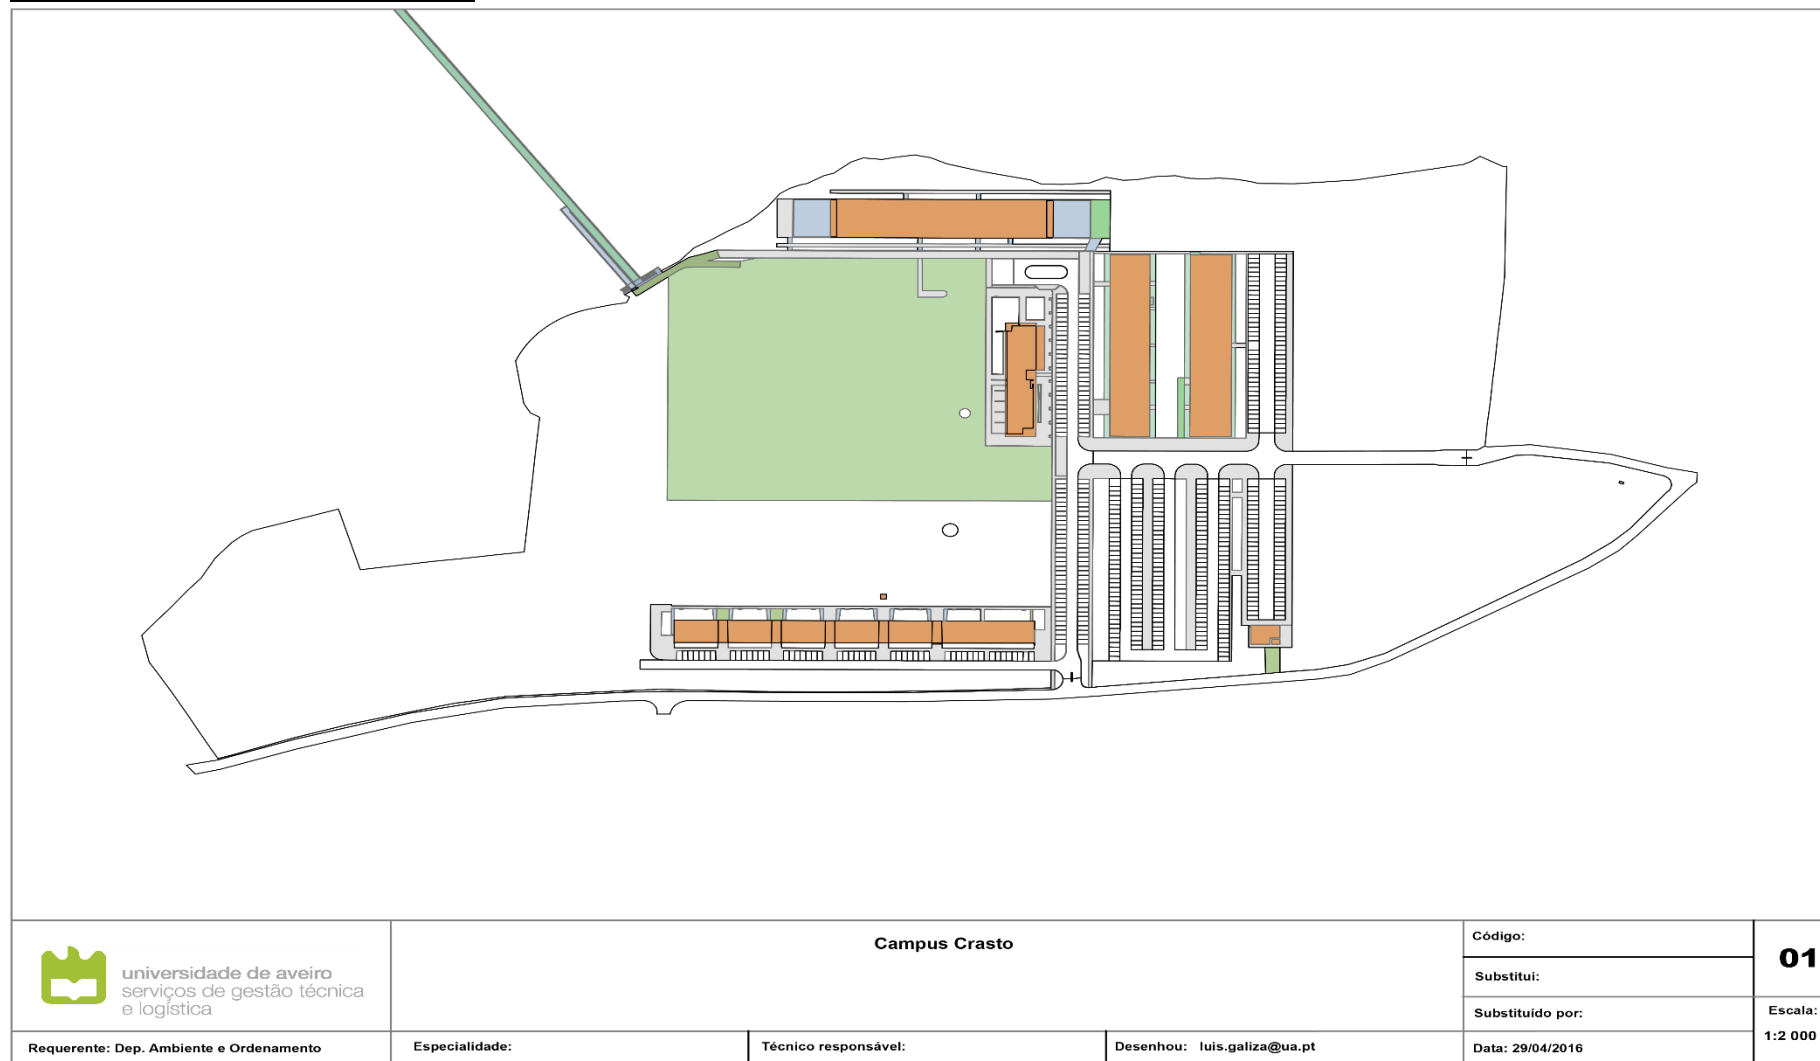 Campus Crasto
universidade de aveiro
serviços de gestão técnica
e logística
Código:
Substitui:
Substituído por:
01
Escala:
1:2 000
Requerente: Dep. Ambiente e Ordenamento
Especialidade:
Técnico responsável:
Desenhou: luis.galiza@ua.pt
Data: 29/04/2016